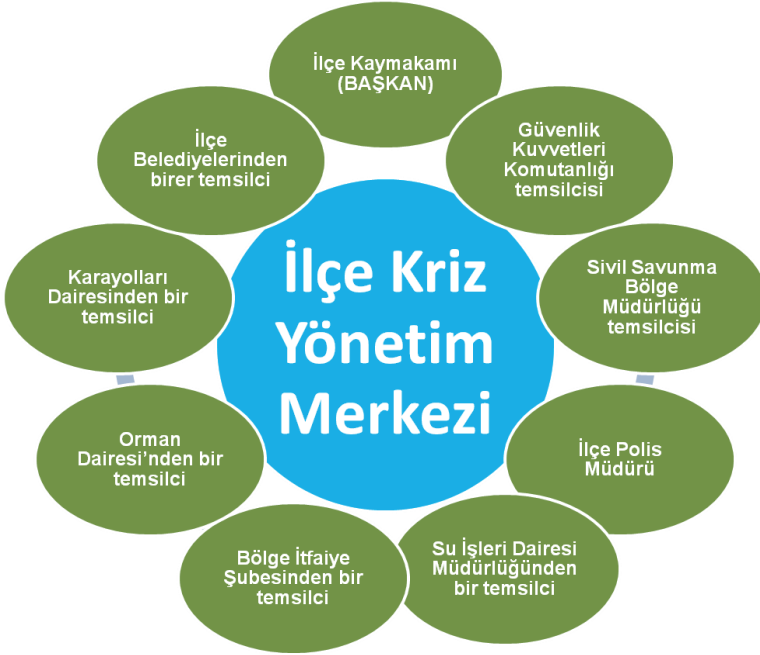 İlçe Kaymakamı
(BAŞKAN)
Güvenlik
Kuvvetleri
Komutanlığı
temsilcisi
Sivil Savunma
Bölge
Müdürlüğü
temsilcisi
İlçe Polis
Müdürü
Su İşleri Dairesi
Müdürlüğünden
bir temsilci
Bölge İtfaiye
Şubesinden bir
temsilci
Orman
Dairesi’nden bir
temsilci
Karayolları
Dairesinden bir
temsilci
İlçe
Belediyelerinden
birer temsilci
İlçe Kriz
Yönetim
Merkezi